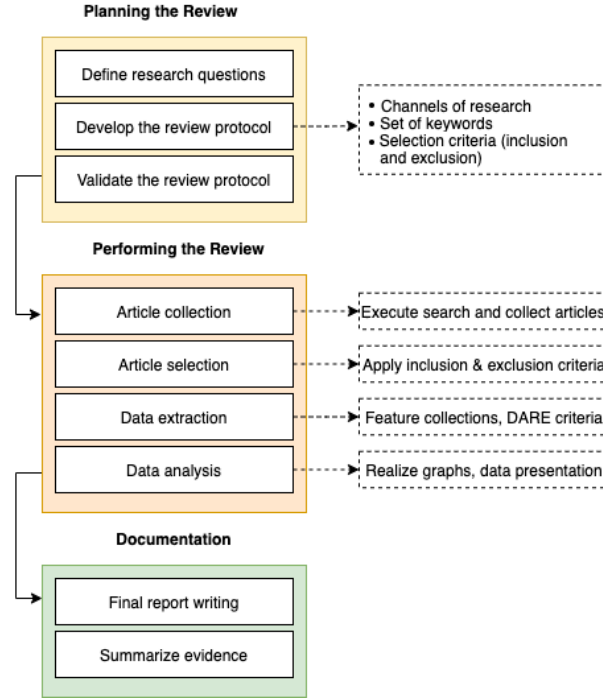 Planning the Review
Define research questions
Develop the review protocol
Validate the review protocol
• Channels of research
• Set of keywords
• Selection criteria (inclusion
and exclusion)
Performing the Review
Article collection
Execute search and collect articles
Article selection
Apply inclusion & exclusion criteria
Data extraction
Feature collections, DARE criteria
Data analysis
Realize graphs, data presentation
Documentation
Final report writing
Summarize evidence